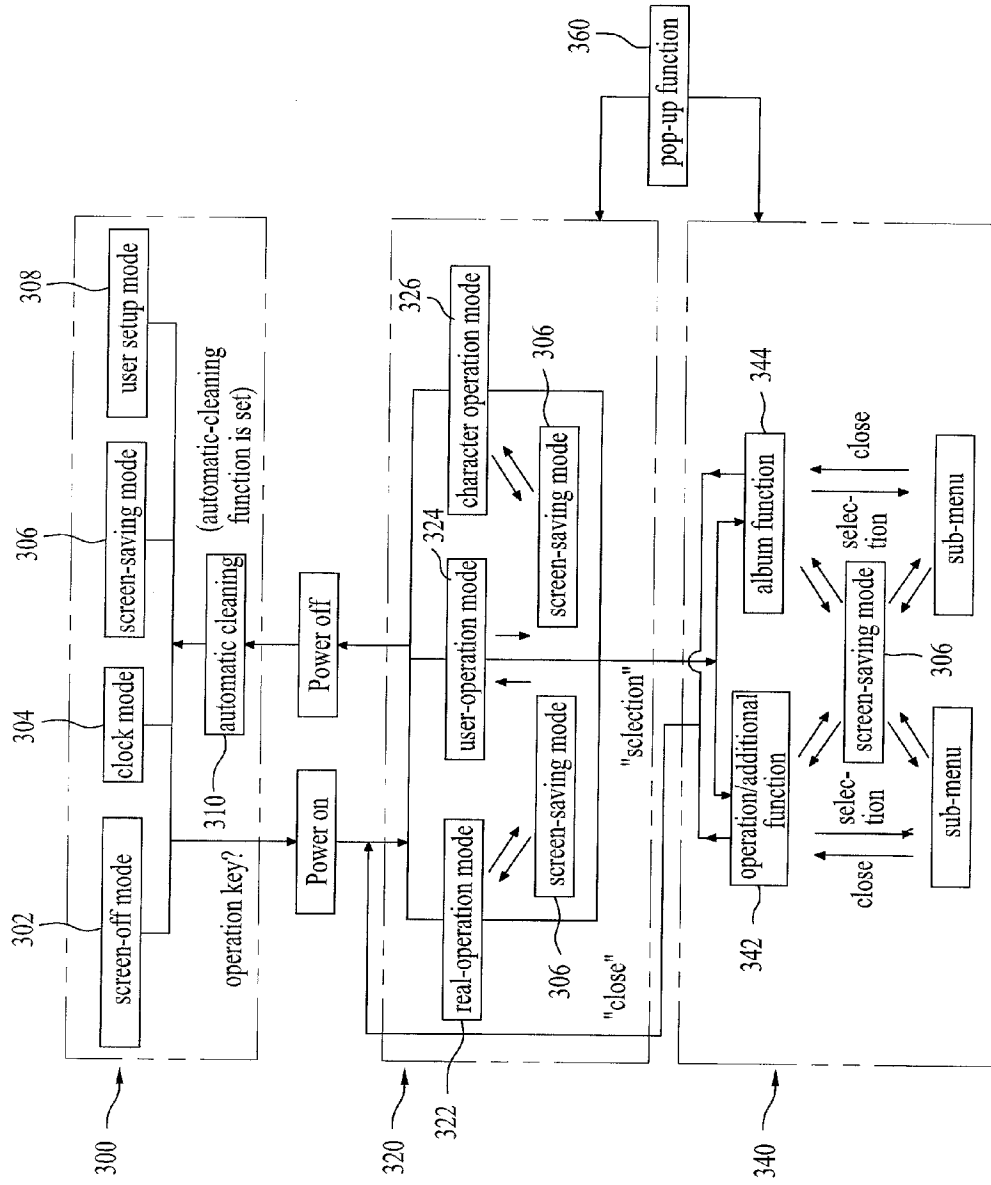 300
302
screen-off mode
304
clock mode
306
screen-saving mode
308
user setup mode
operation key?
310
automatic cleaning
(automatic-cleaning
function is set)
Power on
Power off
320
322
real-operation mode
324
user-operation mode
326
character operation mode
306
screen-saving mode
306
screen-saving mode
"close"
"selection"
360
pop-up function
340
342
operation/additional
function
344
album function
close
selec-
tion
screen-saving mode
306
selec-
tion
close
sub-menu
sub-menu